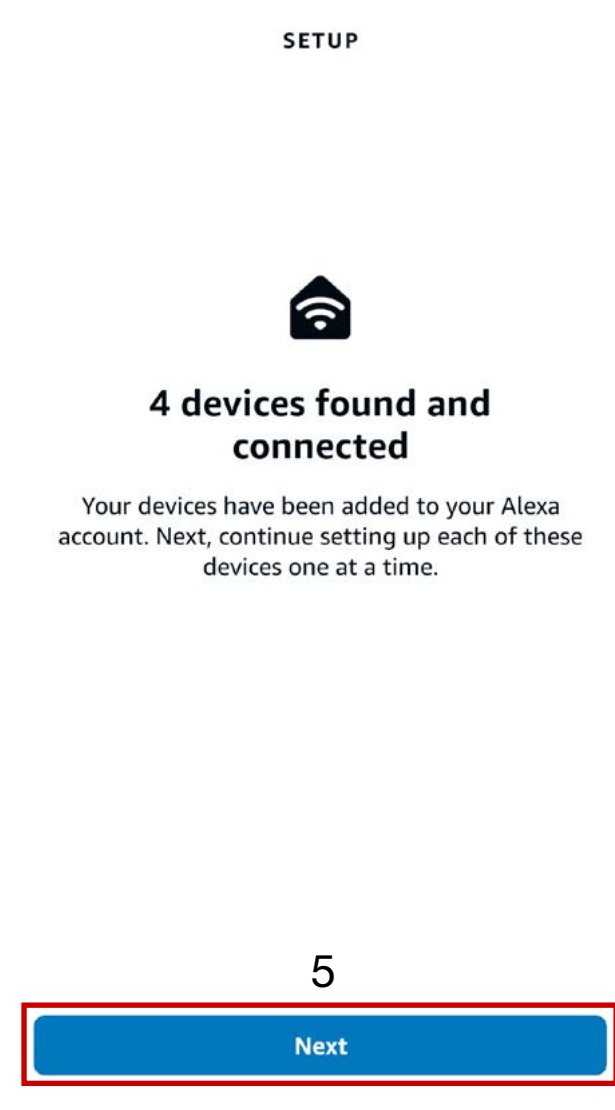 SETUP
4 devices found and
connected
Your devices have been added to your Alexa
account. Next, continue setting up each of these
devices one at a time.
5
Next